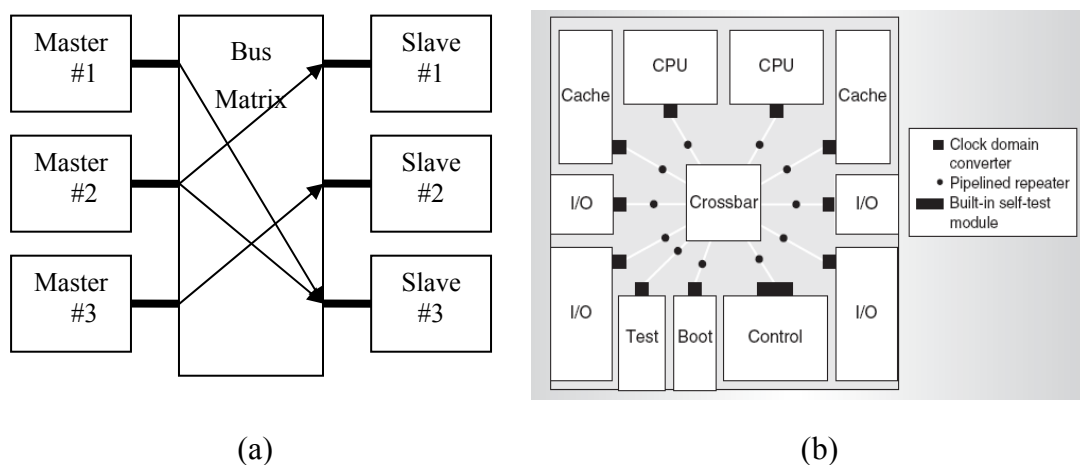 Master
#1
Master
#2
Master
#3
Bus
Matrix
Slave
#1
Slave
#2
Slave
#3
(a)
Cache
CPU
CPU
Cache
I/O
Crossbar
I/O
I/O
Test
Boot
Control
I/O
Clock domain
converter
Pipelined repeater
Built-in self-test
module
(b)